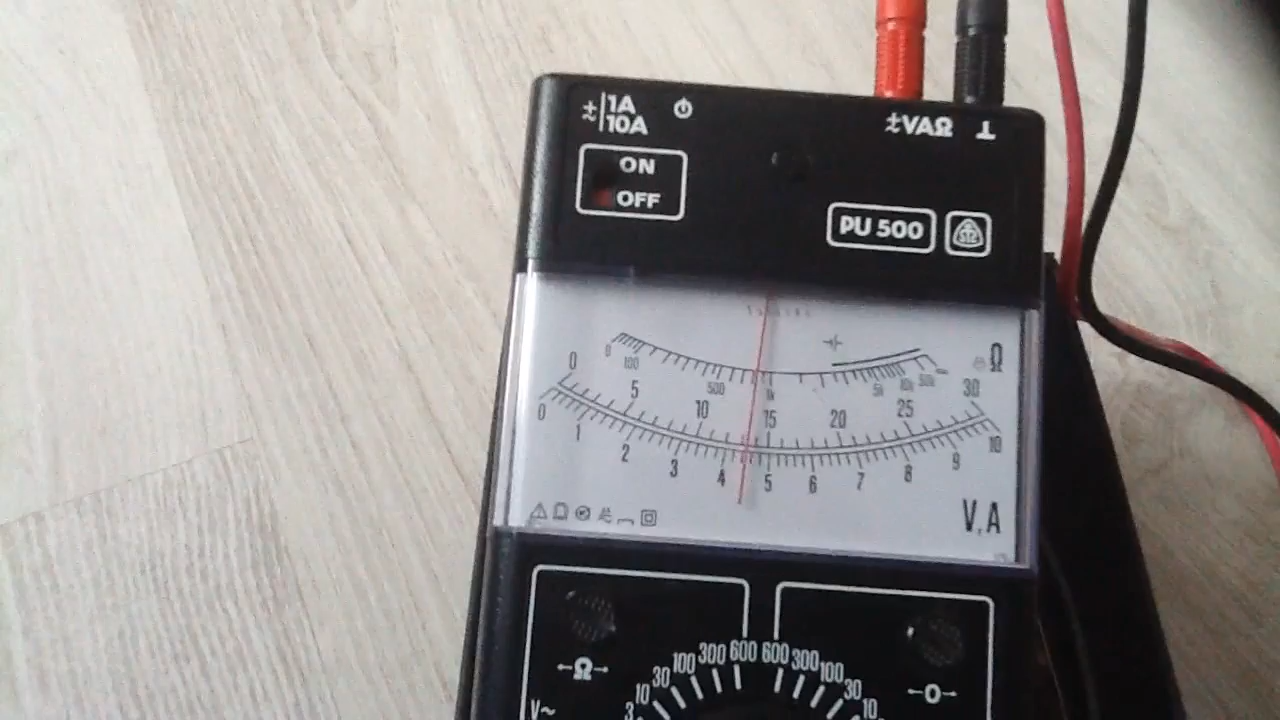 ± 1A
10A
±VAΩ ⊥
ON
OFF
PU 500
Ω
0 100 500 1k 5k
0 5 10 15 20 25 30
0 1 2 3 4 5 6 7 8 9 10
V,A
←Ω→
←O→
3 10 30 100 300 600 600 300 100 30 10
V~